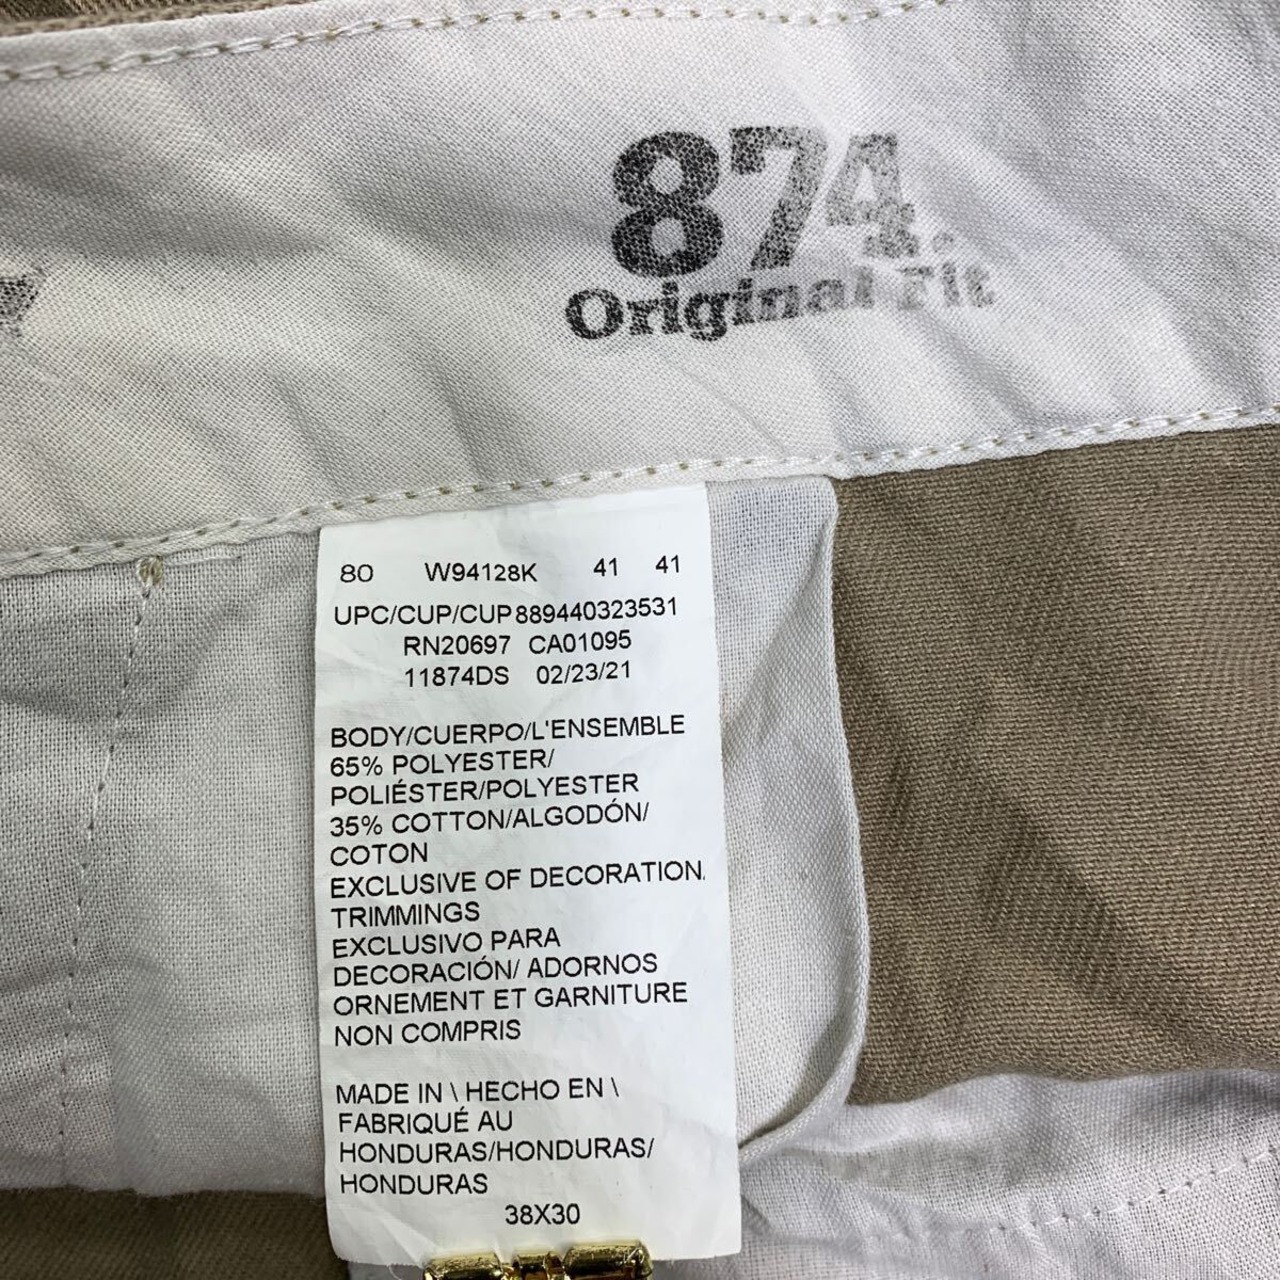 874.
Original Fit
80 W94128K 41 41
UPC/CUP/CUP889440323531
RN20697 CA01095
11874DS 02/23/21
BODY/CUERPO/L'ENSEMBLE
65% POLYESTER/
POLIÉSTER/POLYESTER
35% COTTON/ALGODÓN/
COTON
EXCLUSIVE OF DECORATION.
TRIMMINGS
EXCLUSIVO PARA
DECORACIÓN/ ADORNOS
ORNEMENT ET GARNITURE
NON COMPRIS
MADE IN \ HECHO EN \
FABRIQUÉ AU
HONDURAS/HONDURAS/
HONDURAS
38X30